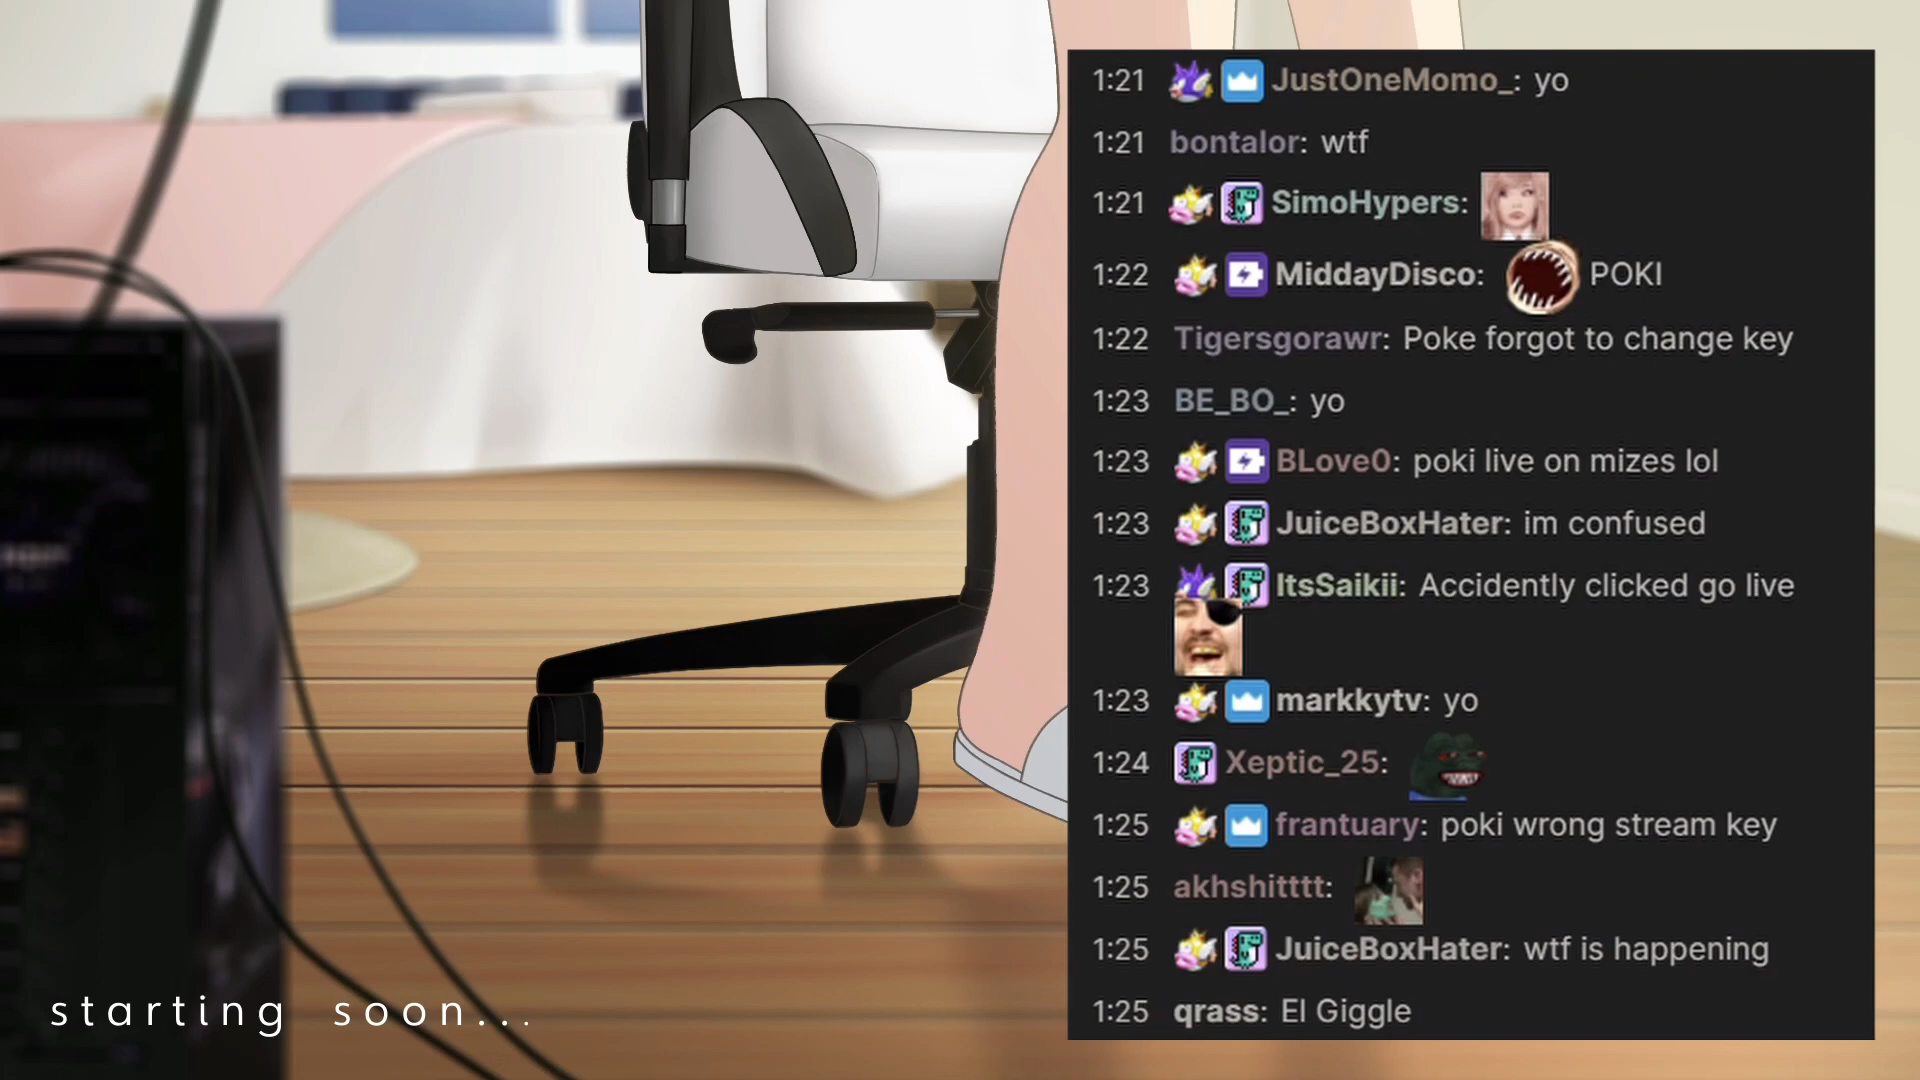 1:21 JustOneMomo_: yo
1:21 bontalor: wtf
1:21 SimoHypers:
1:22 MiddayDisco: POKI
1:22 Tigersgorawr: Poke forgot to change key
1:23 BE_BO_: yo
1:23 BLove0: poki live on mizes lol
1:23 JuiceBoxHater: im confused
1:23 ItsSaikii: Accidently clicked go live
1:23 markkytv: yo
1:24 Xeptic_25:
1:25 frantuary: poki wrong stream key
1:25 akhshitttt:
1:25 JuiceBoxHater: wtf is happening
1:25 qrass: El Giggle
starting soon...